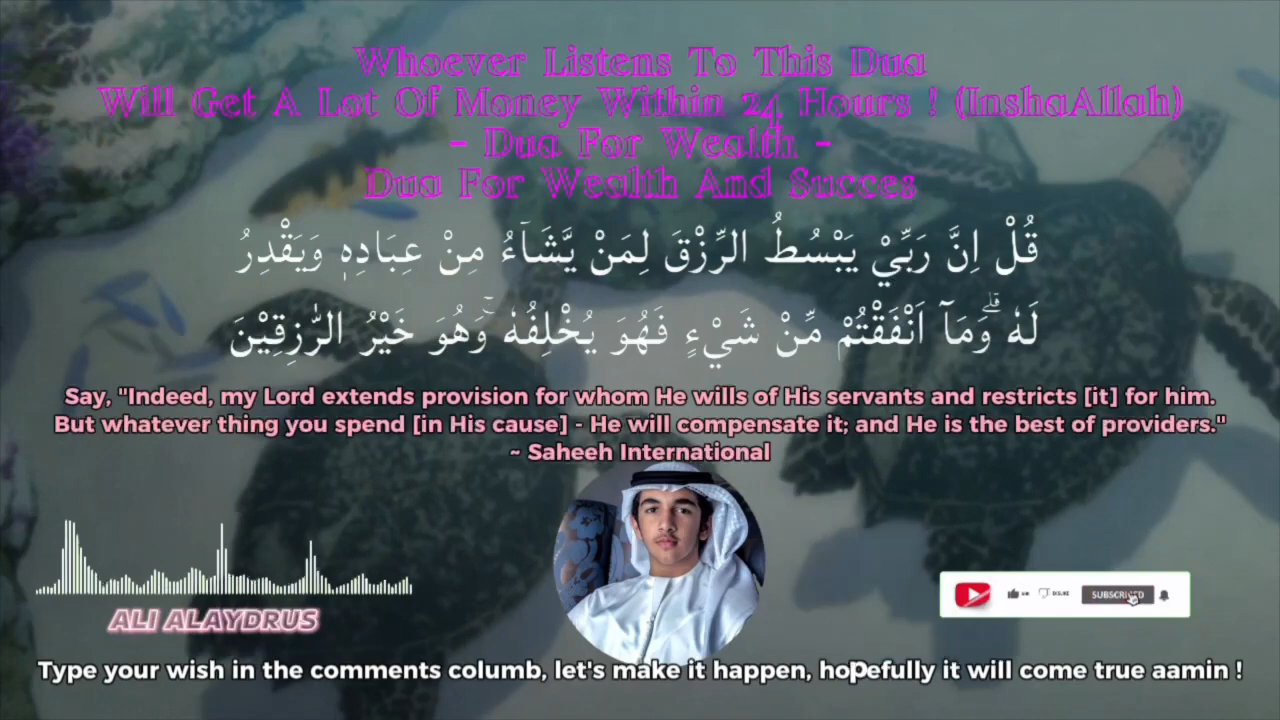 Whoever Listens To This Dua
Will Get A Lot Of Money Within 24 Hours ! (InshaAllah)
- Dua For Wealth -
Dua For Wealth And Succes
قُلْ اِنَّ رَبِّيْ يَبْسُطُ الرِّزْقَ لِمَنْ يَّشَاۤءُ مِنْ عِبَادِهٖ وَيَقْدِرُ
لَهٗ ۗوَمَآ اَنْفَقْتُمْ مِّنْ شَيْءٍ فَهُوَ يُخْلِفُهٗ ۚوَهُوَ خَيْرُ الرّٰزِقِيْنَ
Say, "Indeed, my Lord extends provision for whom He wills of His servants and restricts [it] for him.
But whatever thing you spend [in His cause] - He will compensate it; and He is the best of providers."
~ Saheeh International
ALI ALAYDRUS
SUBSCRIBED
Type your wish in the comments columb, let's make it happen, hopefully it will come true aamin !